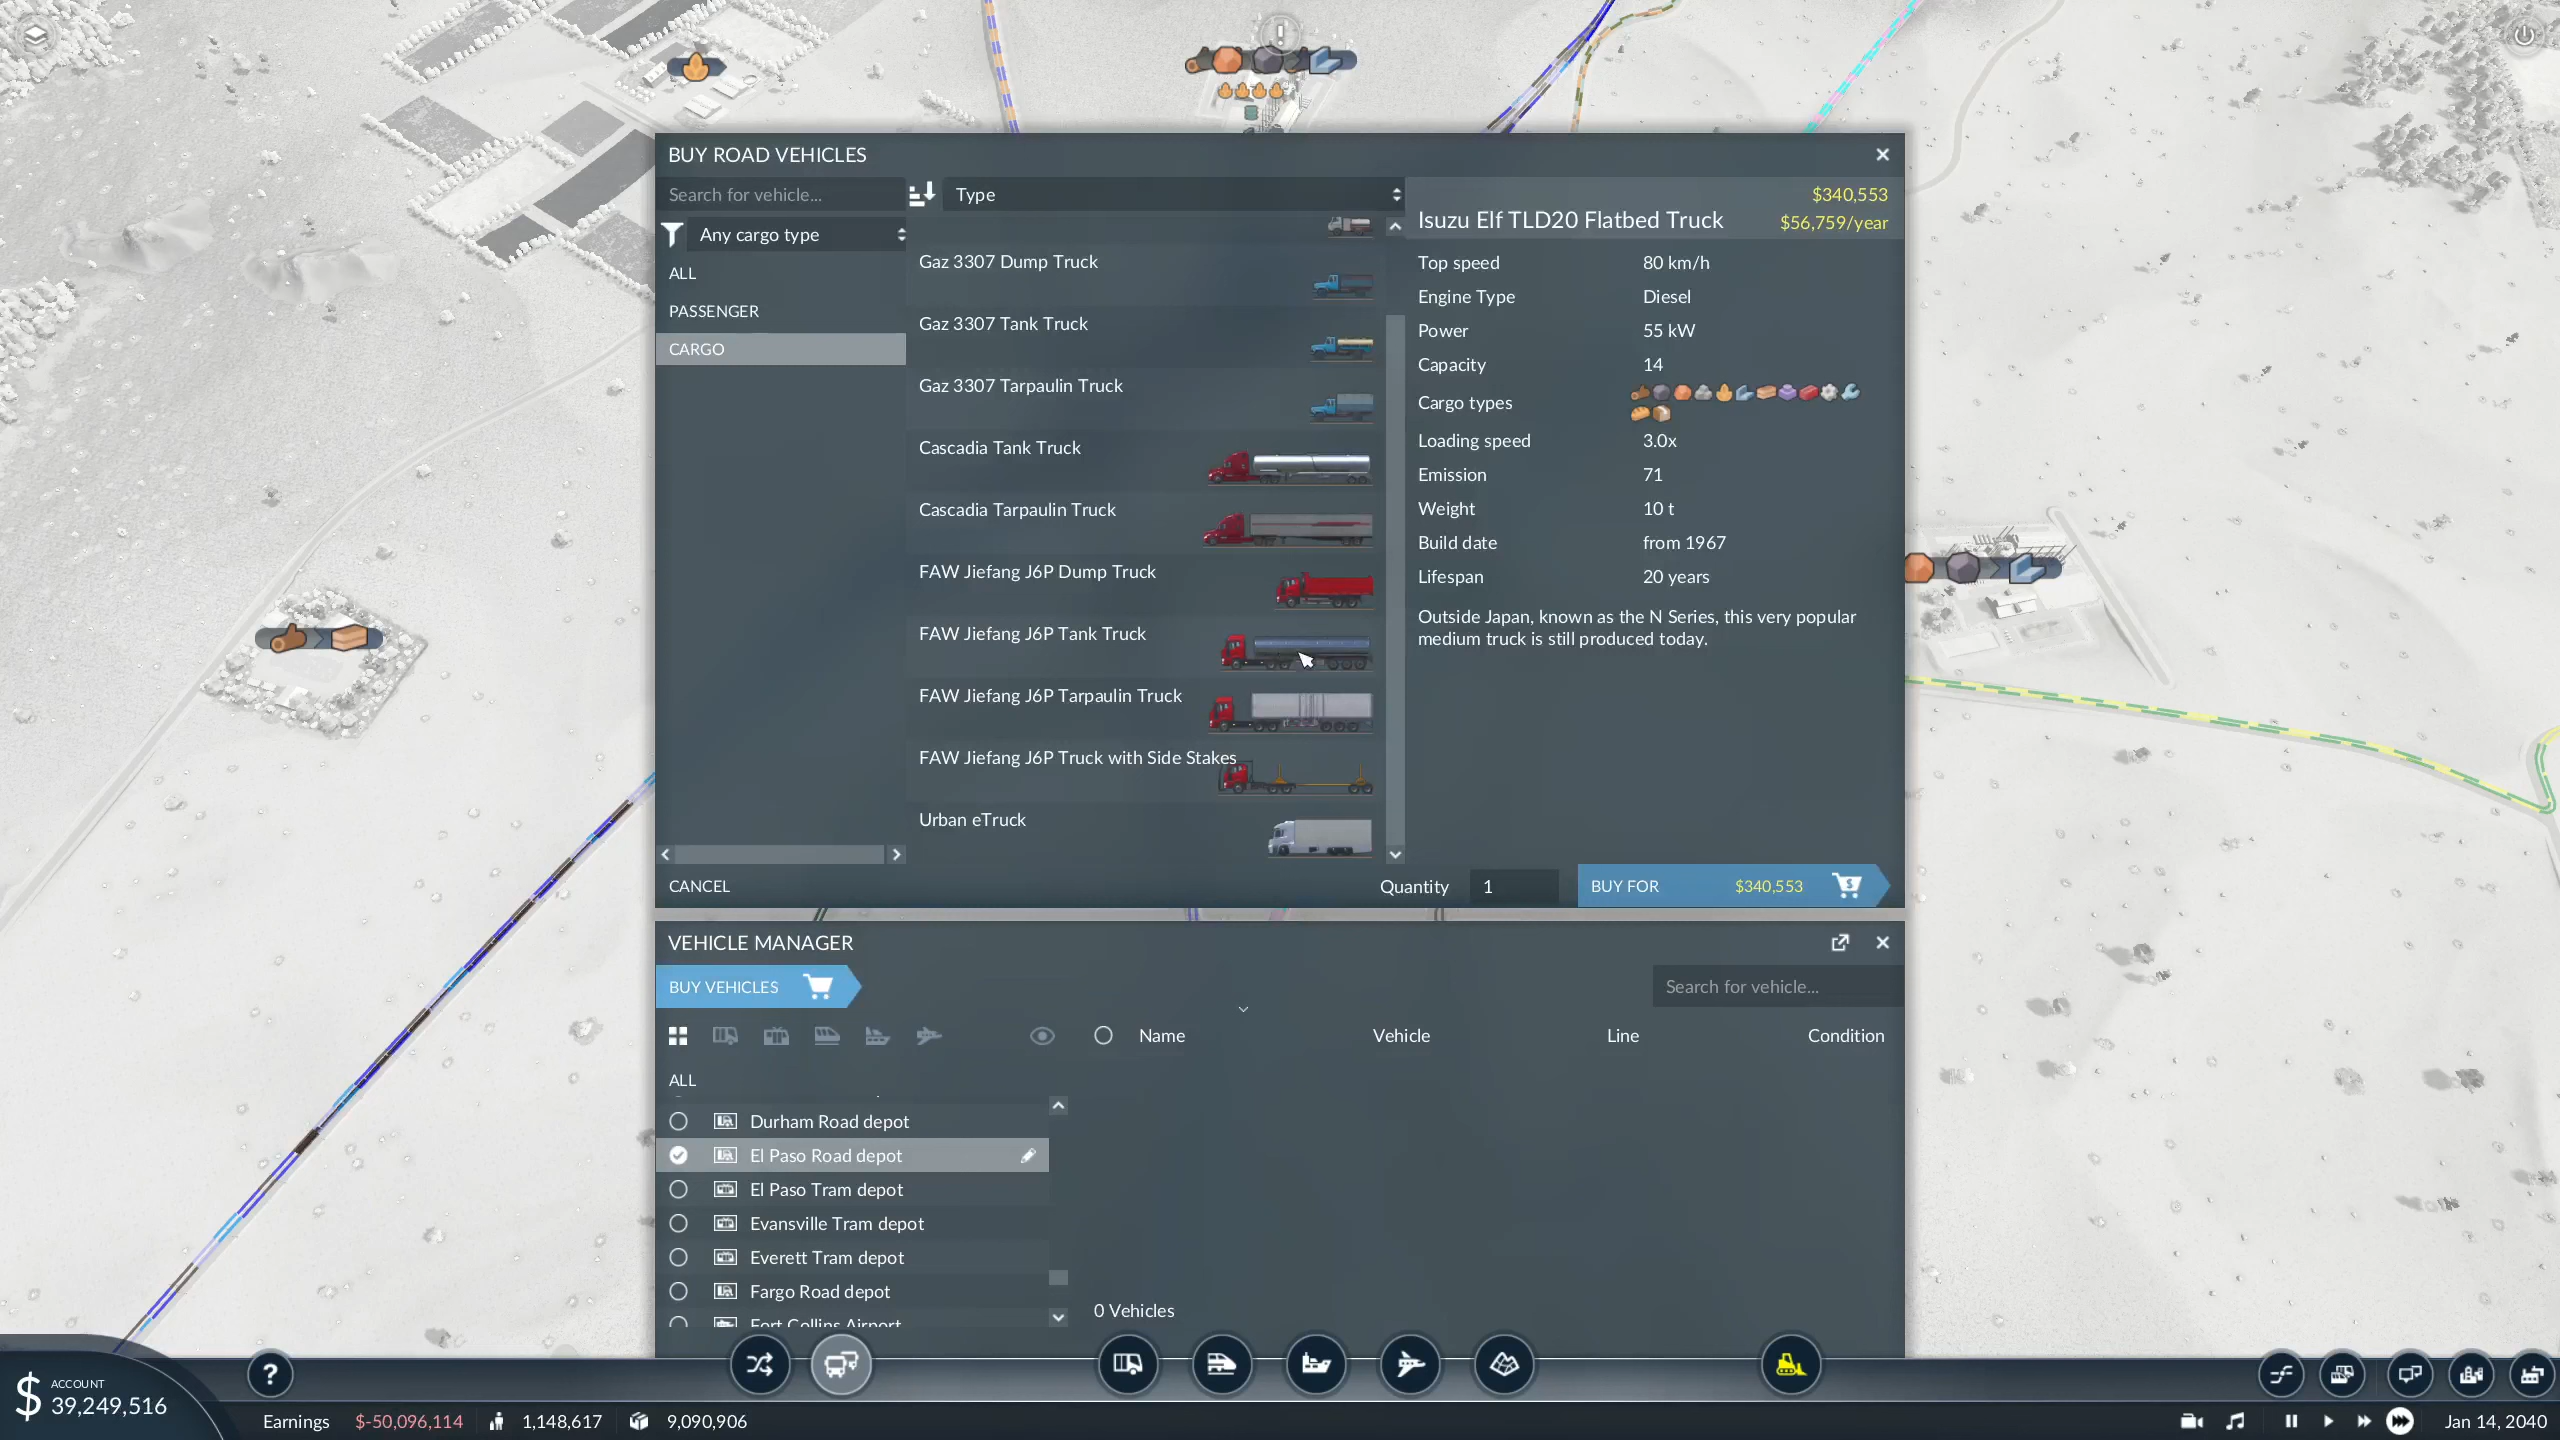 BUY ROAD VEHICLES
Search for vehicle...
Type
Any cargo type
ALL
PASSENGER
CARGO
Gaz 3307 Dump Truck
Gaz 3307 Tank Truck
Gaz 3307 Tarpaulin Truck
Cascadia Tank Truck
Cascadia Tarpaulin Truck
FAW Jiefang J6P Dump Truck
FAW Jiefang J6P Tank Truck
FAW Jiefang J6P Tarpaulin Truck
FAW Jiefang J6P Truck with Side Stakes
Urban eTruck
$340,553
Isuzu Elf TLD20 Flatbed Truck
$56,759/year
Top speed 80 km/h
Engine Type Diesel
Power 55 kW
Capacity 14
Cargo types
Loading speed 3.0x
Emission 71
Weight 10 t
Build date from 1967
Lifespan 20 years
Outside Japan, known as the N Series, this very popular
medium truck is still produced today.
CANCEL
Quantity 1
BUY FOR $340,553
VEHICLE MANAGER
BUY VEHICLES
Search for vehicle...
Name Vehicle Line Condition
ALL
Durham Road depot
El Paso Road depot
El Paso Tram depot
Evansville Tram depot
Everett Tram depot
Fargo Road depot
Fort Collins Airport
0 Vehicles
?
$ ACCOUNT
39,249,516
Earnings $-50,096,114 1,148,617 9,090,906
Jan 14, 2040